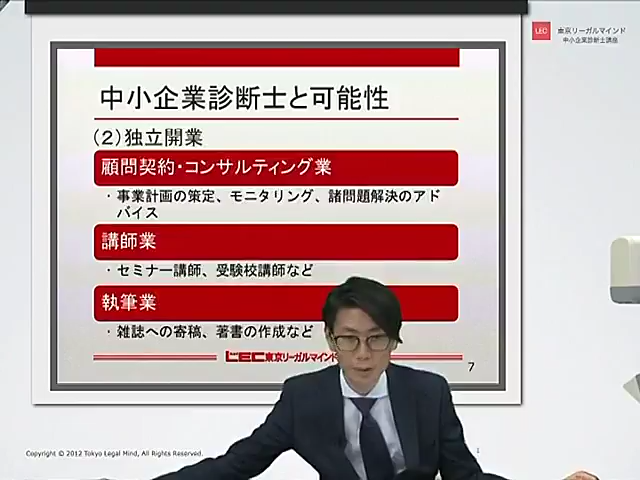 LEC 東京リーガルマインド
中小企業診断士講座
中小企業診断士と可能性
（2）独立開業
顧問契約・コンサルティング業
・事業計画の策定、モニタリング、諸問題解決のアド
バイス
講師業
・セミナー講師、受験校講師など
執筆業
・雑誌への寄稿、著書の作成など
LEC東京リーガルマインド
7
Copyright © 2012 Tokyo Legal Mind, All Rights Reserved.
1